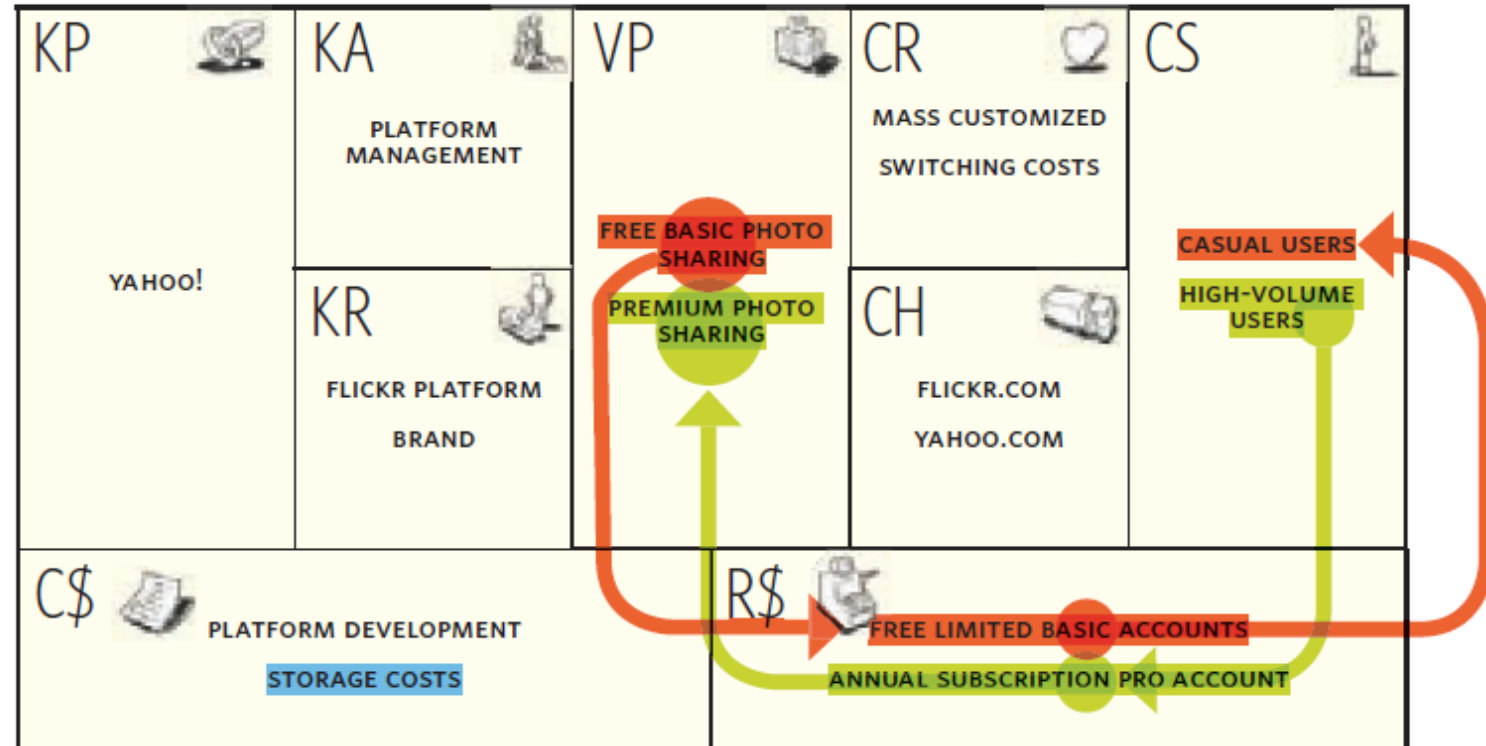 KP
YAHOO!
KA
PLATFORM
MANAGEMENT
KR
FLICKR PLATFORM
BRAND
VP
FREE BASIC PHOTO
SHARING
PREMIUM PHOTO
SHARING
CR
MASS CUSTOMIZED
SWITCHING COSTS
CH
FLICKR.COM
YAHOO.COM
CS
CASUAL USERS
HIGH-VOLUME
USERS
C$
PLATFORM DEVELOPMENT
STORAGE COSTS
R$
FREE LIMITED BASIC ACCOUNTS
ANNUAL SUBSCRIPTION PRO ACCOUNT